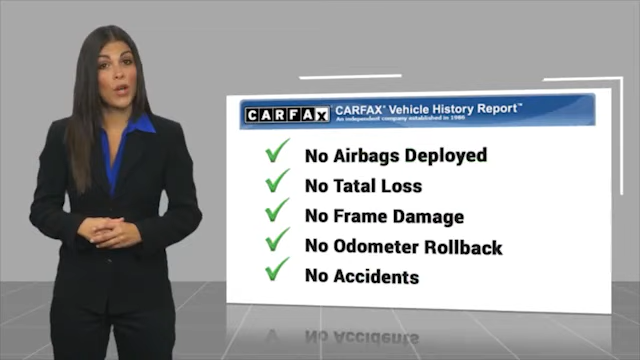 CARFAX CARFAX® Vehicle History Report™
An independent company established in 1986
No Airbags Deployed
No Tatal Loss
No Frame Damage
No Odometer Rollback
No Accidents